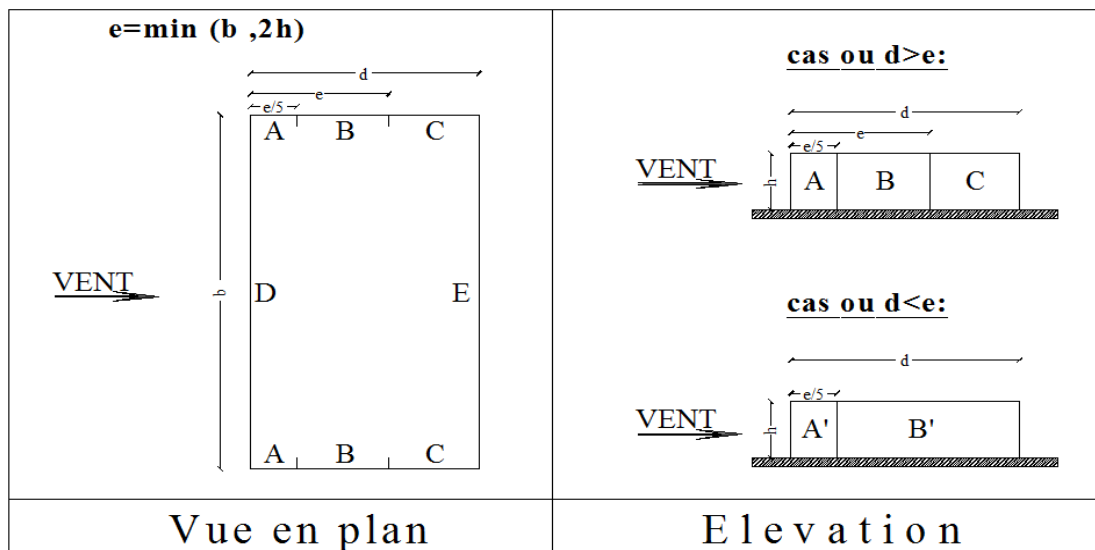 e=min (b ,2h)
d
e
e/5
A B C
VENT
b
D E
A B C
Vue en plan
cas ou d>e:
d
e
e/5
VENT
h
A B C
cas ou d<e:
d
e/5
VENT
h
A' B'
Elevation